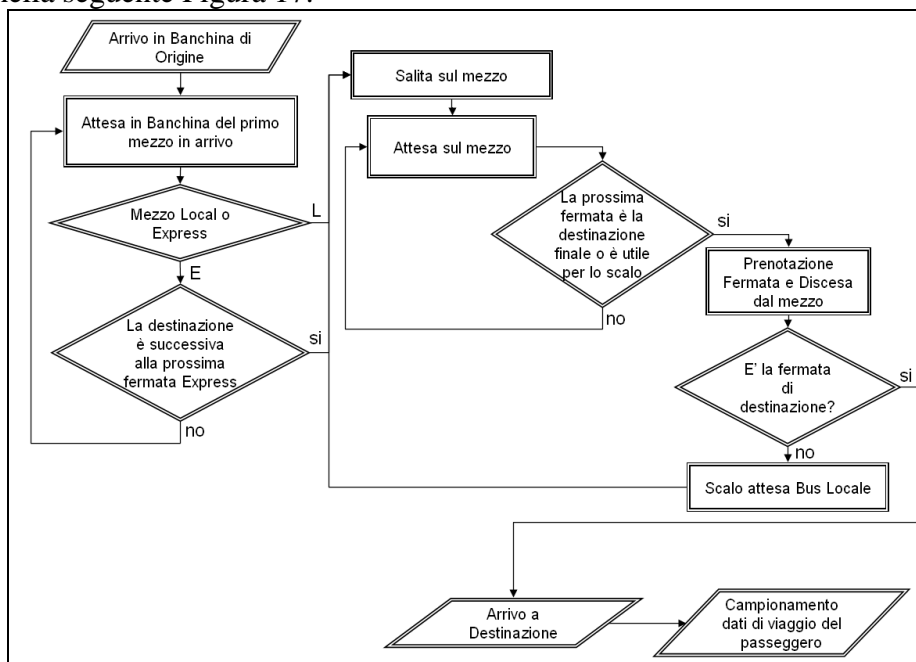 nella seguente Figura 17.
Arrivo in Banchina di
Origine
Attesa in Banchina del primo
mezzo in arrivo
Mezzo Local o
Express
L
E
La destinazione
è successiva
alla prossima
fermata Express
si
no
Salita sul mezzo
Attesa sul mezzo
La prossima
fermata è la
destinazione
finale o è utile
per lo scalo
si
no
Prenotazione
Fermata e Discesa
dal mezzo
E' la fermata
di
destinazione?
si
no
Scalo attesa Bus Locale
Arrivo a
Destinazione
Campionamento
dati di viaggio del
passeggero